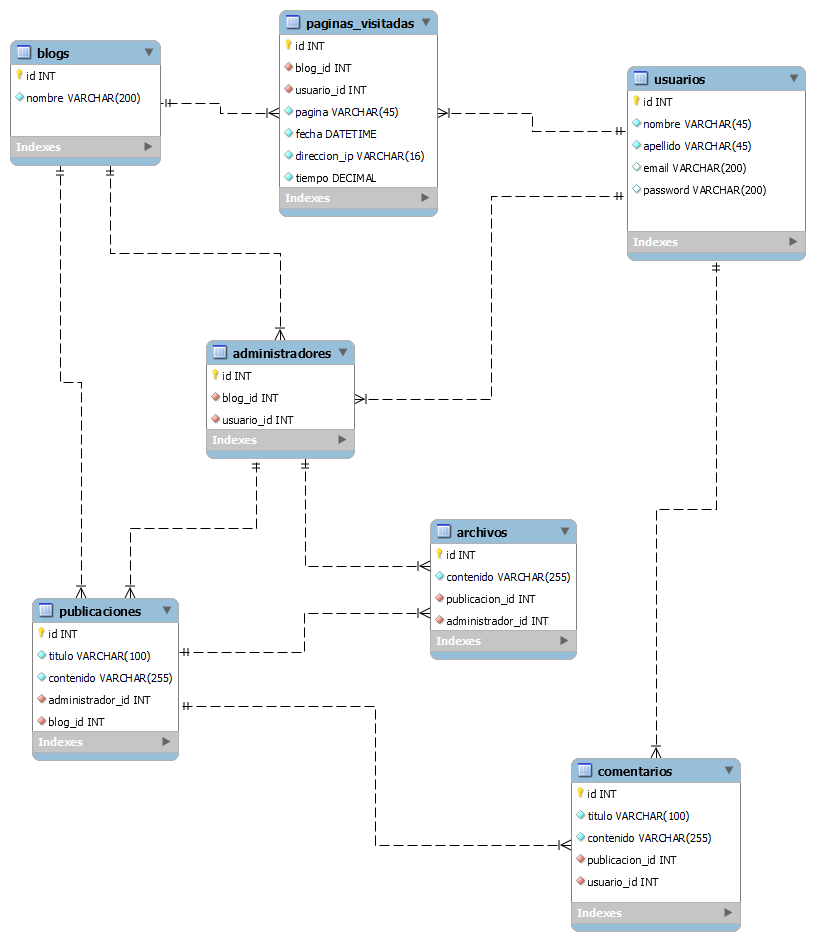 blogs
id INT
nombre VARCHAR(200)
Indexes
paginas_visitadas
id INT
blog_id INT
usuario_id INT
pagina VARCHAR(45)
fecha DATETIME
direccion_ip VARCHAR(16)
tiempo DECIMAL
Indexes
usuarios
id INT
nombre VARCHAR(45)
apellido VARCHAR(45)
email VARCHAR(200)
password VARCHAR(200)
Indexes
administradores
id INT
blog_id INT
usuario_id INT
Indexes
archivos
id INT
contenido VARCHAR(255)
publicacion_id INT
administrador_id INT
Indexes
publicaciones
id INT
titulo VARCHAR(100)
contenido VARCHAR(255)
administrador_id INT
blog_id INT
Indexes
comentarios
id INT
titulo VARCHAR(100)
contenido VARCHAR(255)
publicacion_id INT
usuario_id INT
Indexes